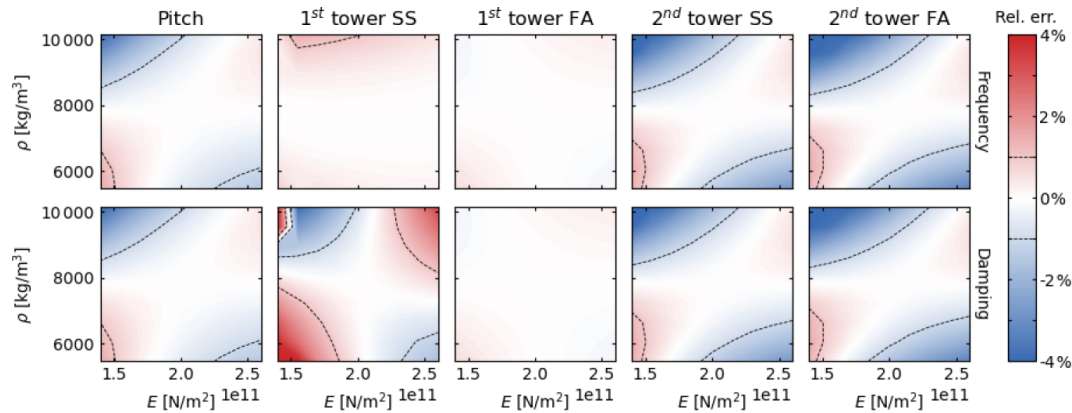 Pitch
1st tower SS
1st tower FA
2nd tower SS
2nd tower FA
Rel. err.
10 000
8000
6000
ρ [kg/m³]
Frequency
4%
2%
0%
-2%
-4%
10 000
8000
6000
ρ [kg/m³]
Damping
1.5 2.0 2.5
1.5 2.0 2.5
1.5 2.0 2.5
1.5 2.0 2.5
1.5 2.0 2.5
E [N/m²] 1e11
E [N/m²] 1e11
E [N/m²] 1e11
E [N/m²] 1e11
E [N/m²] 1e11